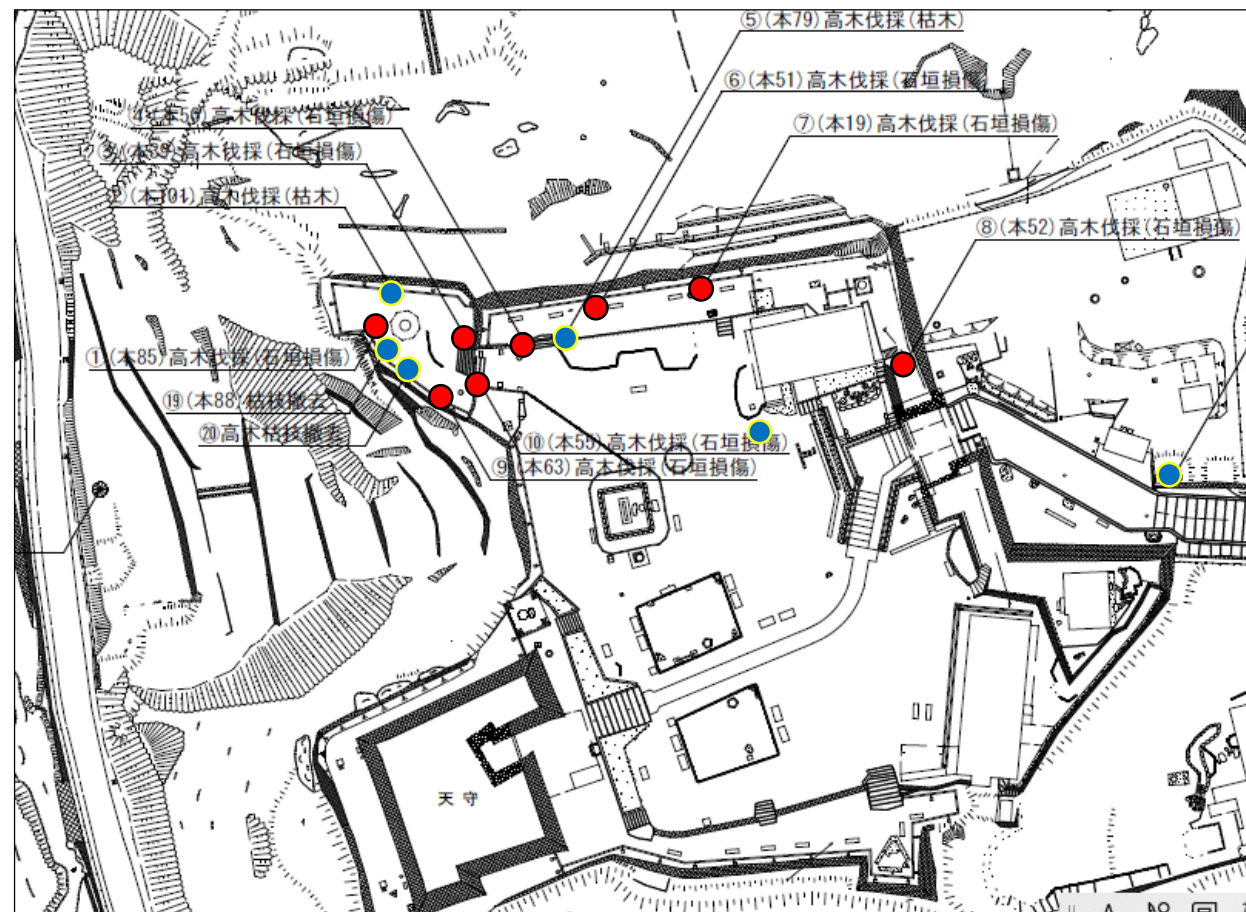 ⑤(本79)高木伐採(枯木)
⑥(本51)高木伐採(石垣損傷)
④(本50)高木伐採(石垣損傷)
⑦(本19)高木伐採(石垣損傷)
③(本39)高木伐採(石垣損傷)
②(本101)高木伐採(枯木)
⑧(本52)高木伐採(石垣損傷)
①(本85)高木伐採(石垣損傷)
⑲(本88)枯枝撤去
⑳高木枯枝撤去
⑩(本55)高木伐採(石垣損傷)
⑨(本63)高木伐採(石垣損傷)
天守